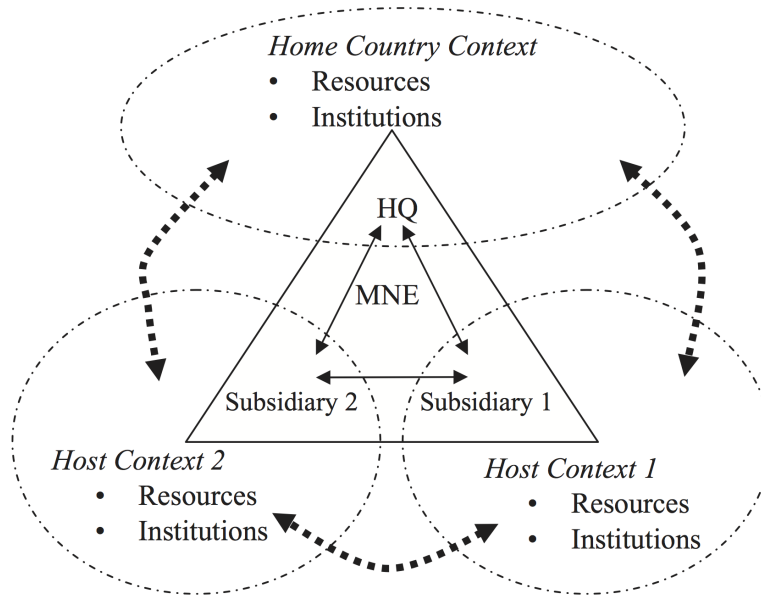 Home Country Context
• Resources
• Institutions
HQ
MNE
Subsidiary 2 Subsidiary 1
Host Context 2
• Resources
• Institutions
Host Context 1
• Resources
• Institutions